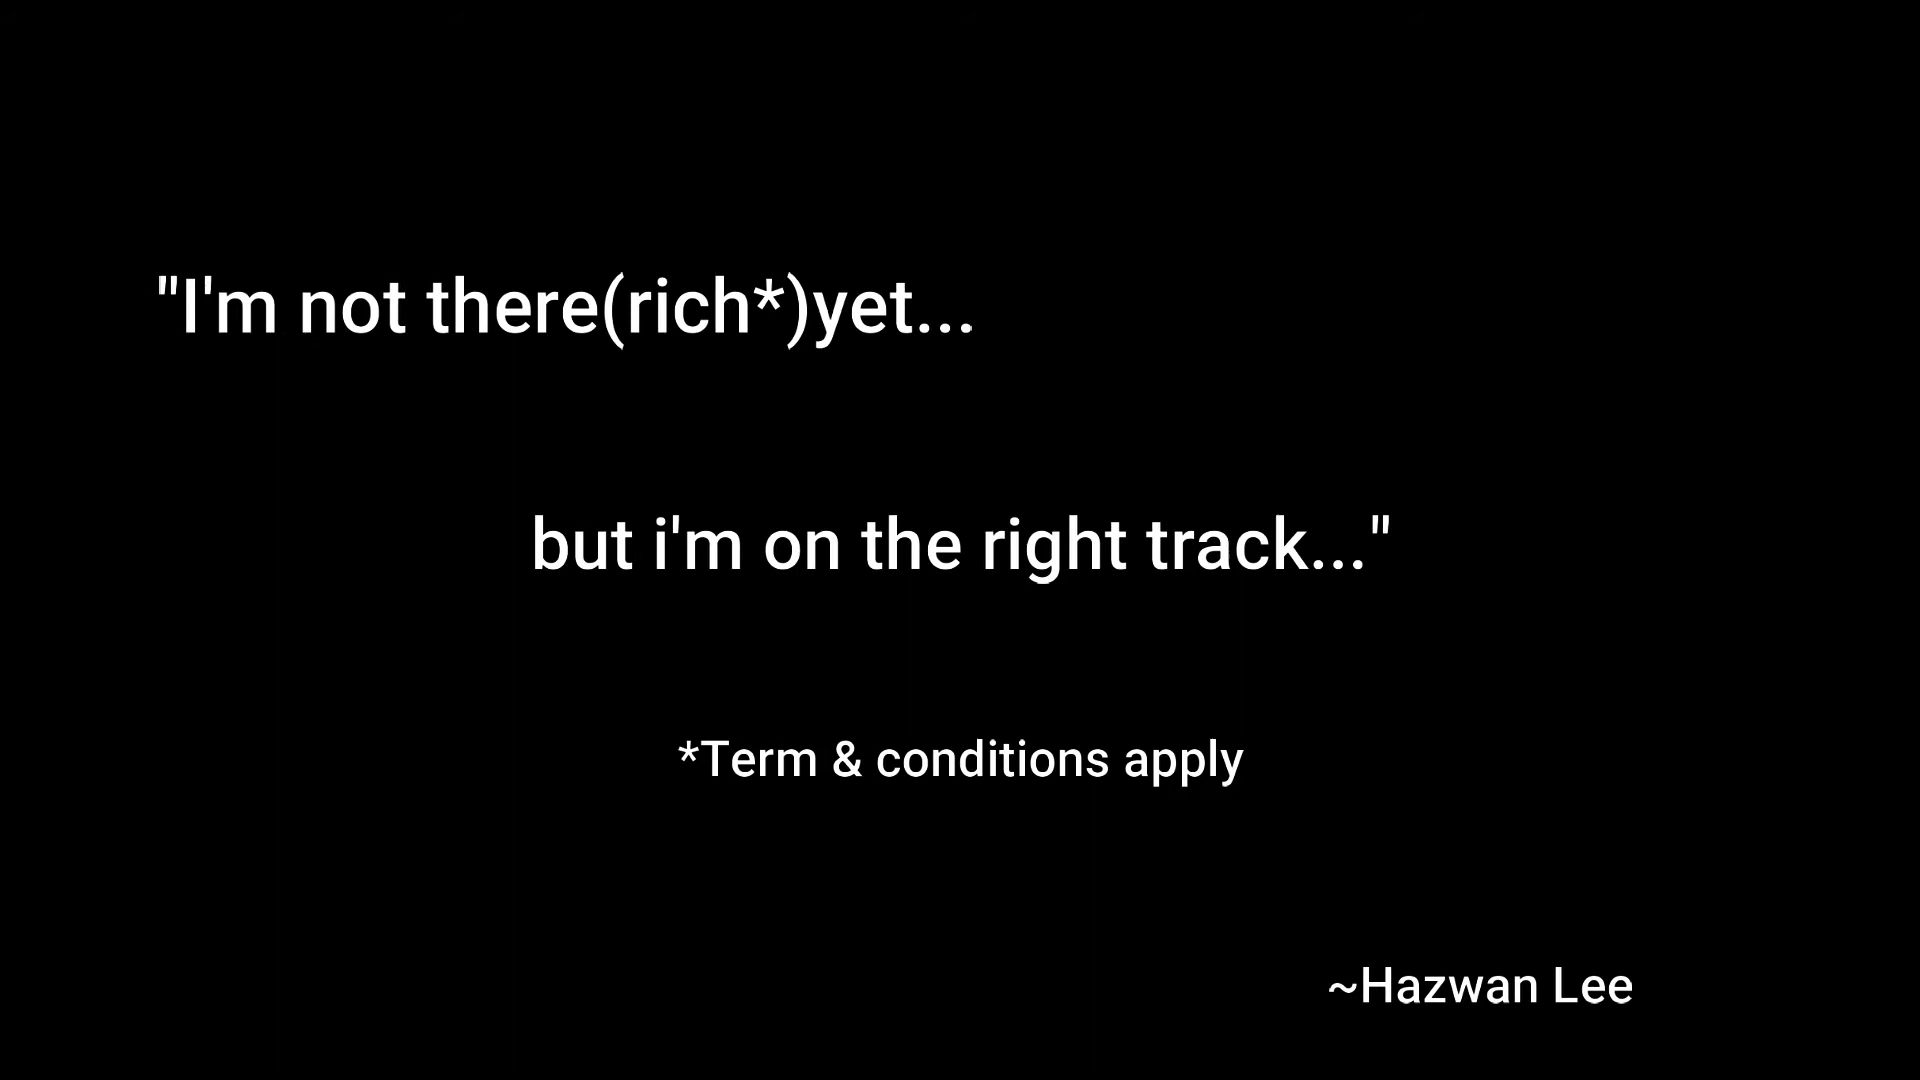 "I'm not there(rich*)yet...
but i'm on the right track..."
*Term & conditions apply
~Hazwan Lee